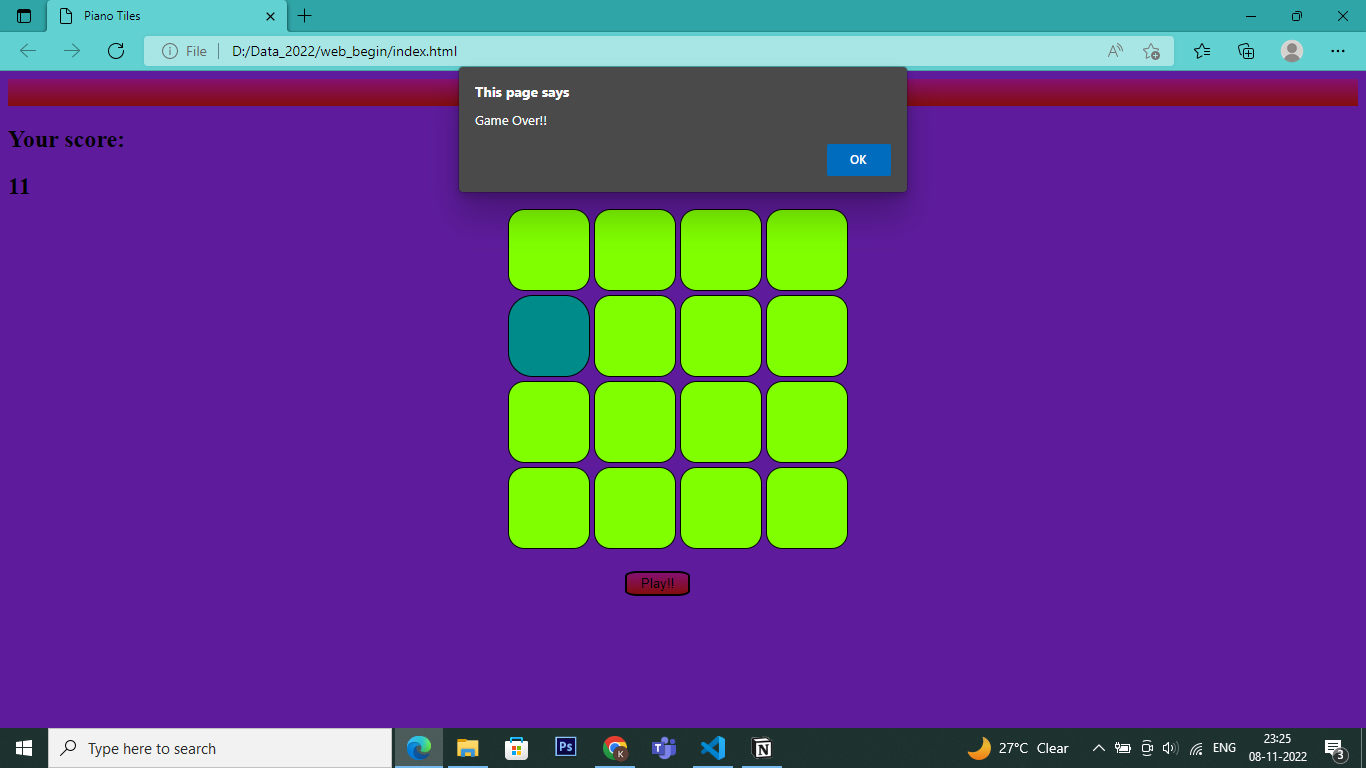 Piano Tiles
File
D:/Data_2022/web_begin/index.html
This page says
Game Over!!
OK
Your score:
11
Play!!
Type here to search
Ps
K
T
N
27°C Clear
ENG
23:25
08-11-2022
3